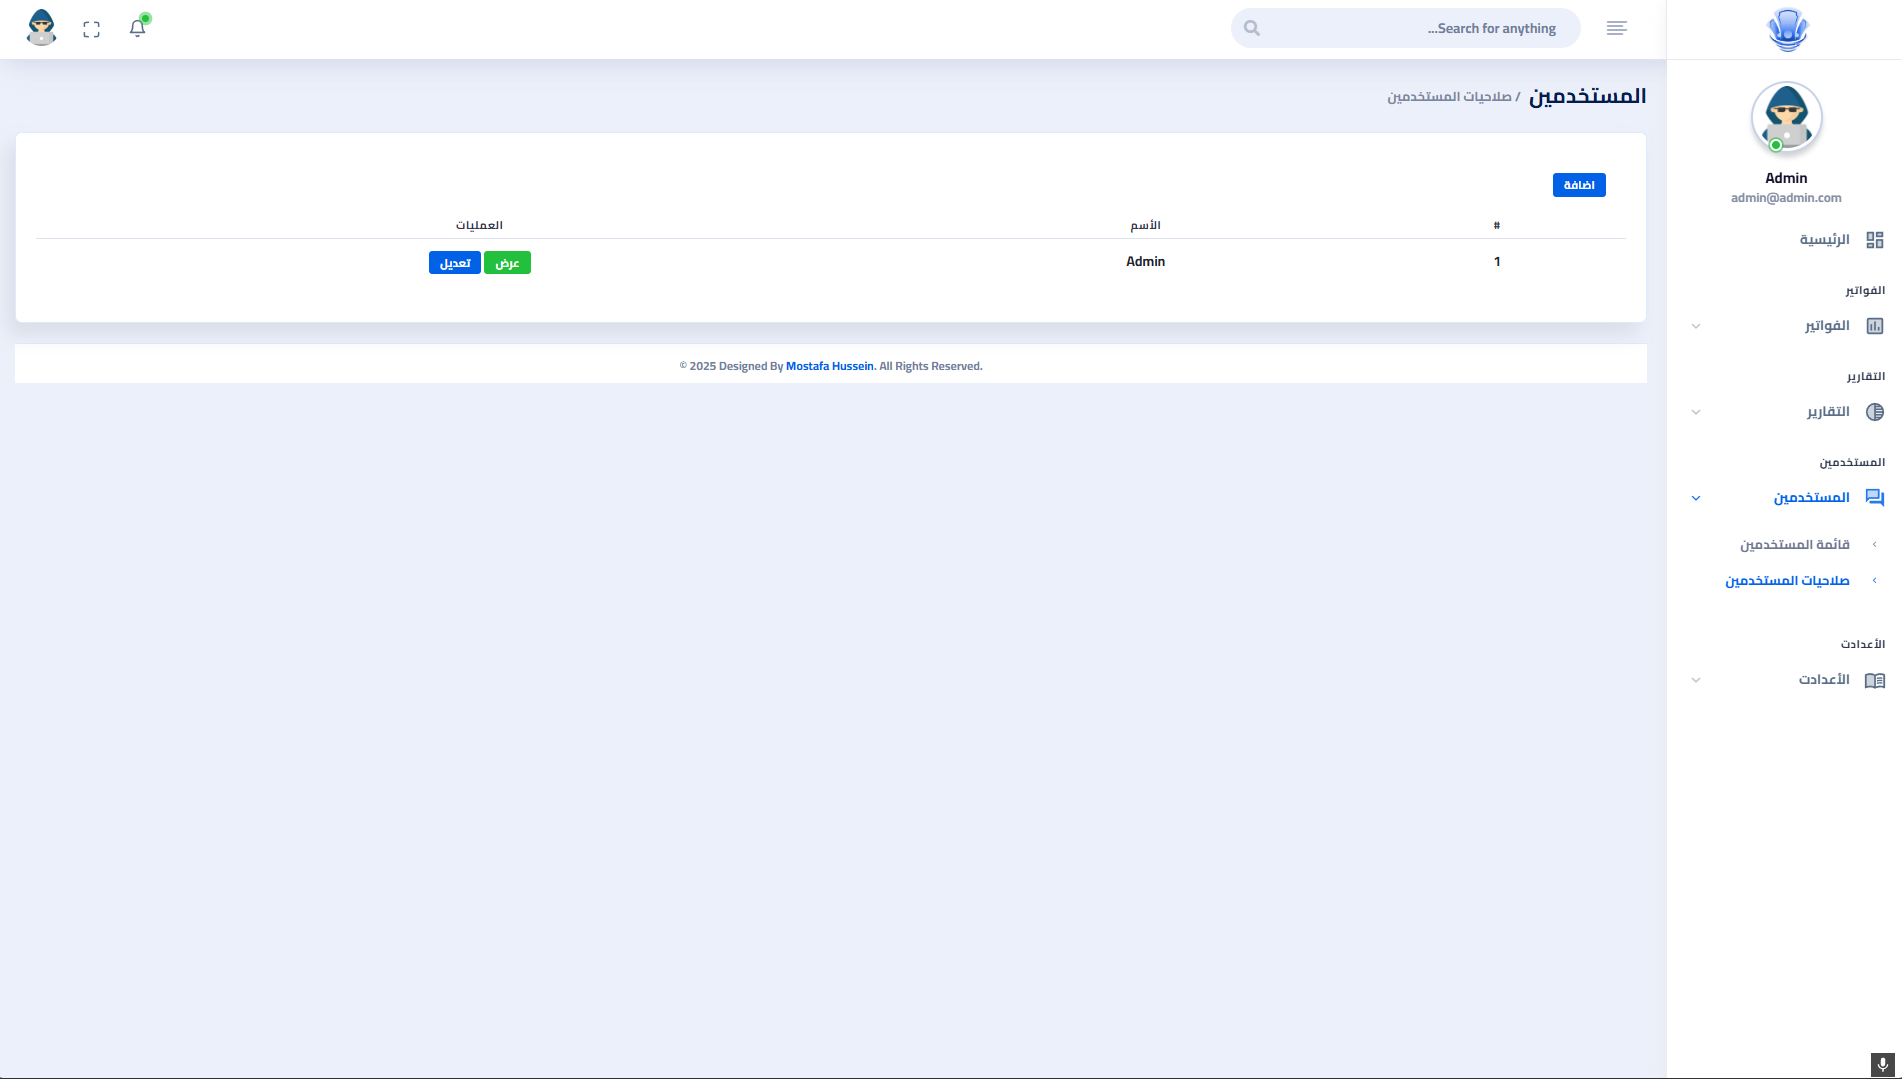 Search for anything...
المستخدمين / صلاحيات المستخدمين
اضافة
# الأسم العمليات
1 Admin عرض تعديل
© 2025 Designed By Mostafa Hussein. All Rights Reserved.
Admin
admin@admin.com
الرئيسية
الفواتير
الفواتير
التقارير
التقارير
المستخدمين
المستخدمين
قائمة المستخدمين
صلاحيات المستخدمين
الأعدادت
الأعدادت